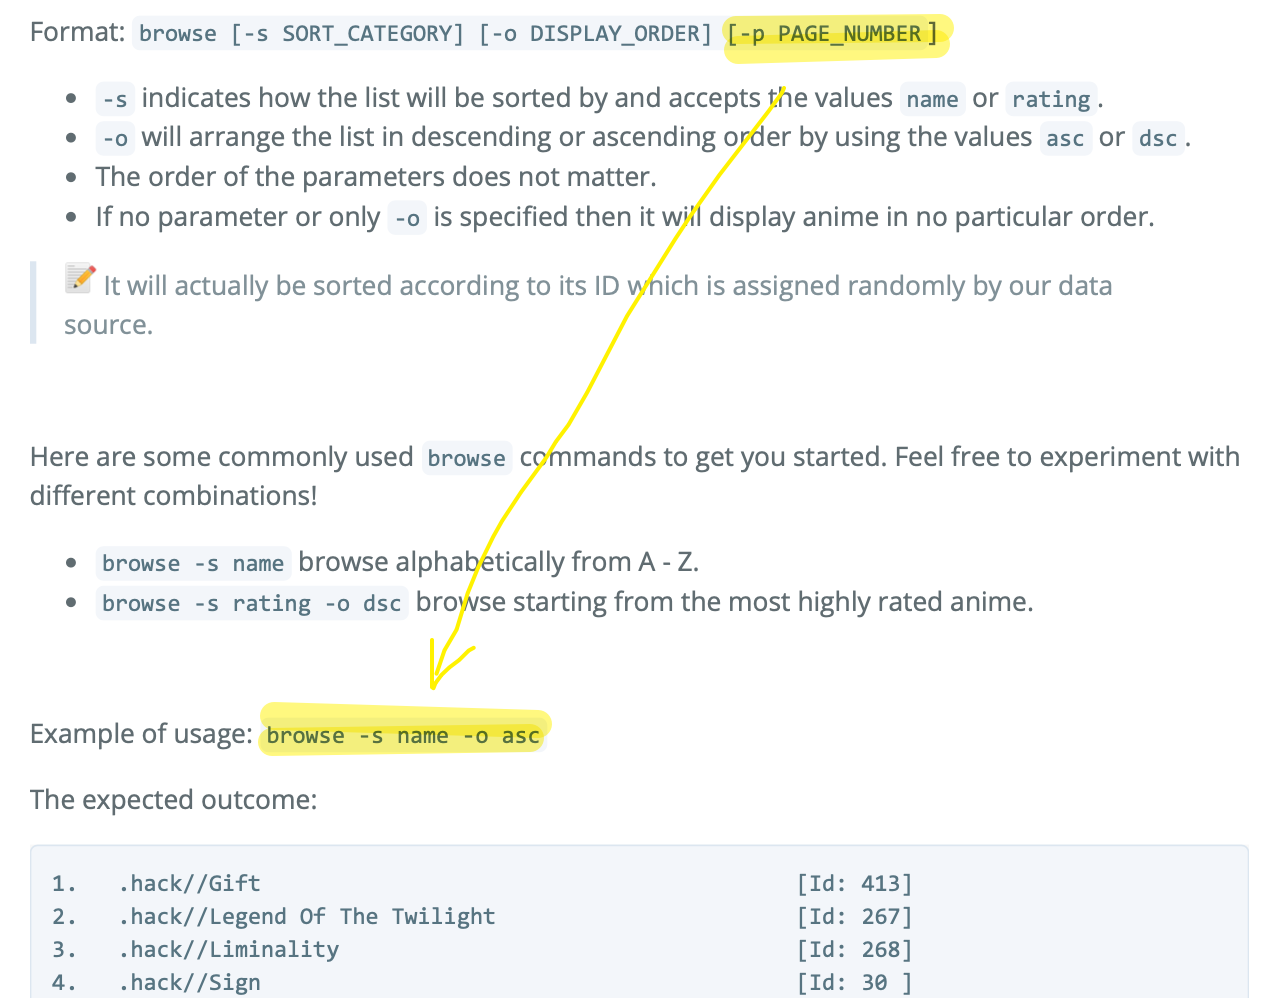 Format: browse [-s SORT_CATEGORY] [-o DISPLAY_ORDER] [-p PAGE_NUMBER]
-s indicates how the list will be sorted by and accepts the values name or rating.
-o will arrange the list in descending or ascending order by using the values asc or dsc.
The order of the parameters does not matter.
If no parameter or only -o is specified then it will display anime in no particular order.
It will actually be sorted according to its ID which is assigned randomly by our data
source.
Here are some commonly used browse commands to get you started. Feel free to experiment with
different combinations!
browse -s name browse alphabetically from A - Z.
browse -s rating -o dsc browse starting from the most highly rated anime.
Example of usage: browse -s name -o asc
The expected outcome:
1. .hack//Gift [Id: 413]
2. .hack//Legend Of The Twilight [Id: 267]
3. .hack//Liminality [Id: 268]
4. .hack//Sign [Id: 30 ]